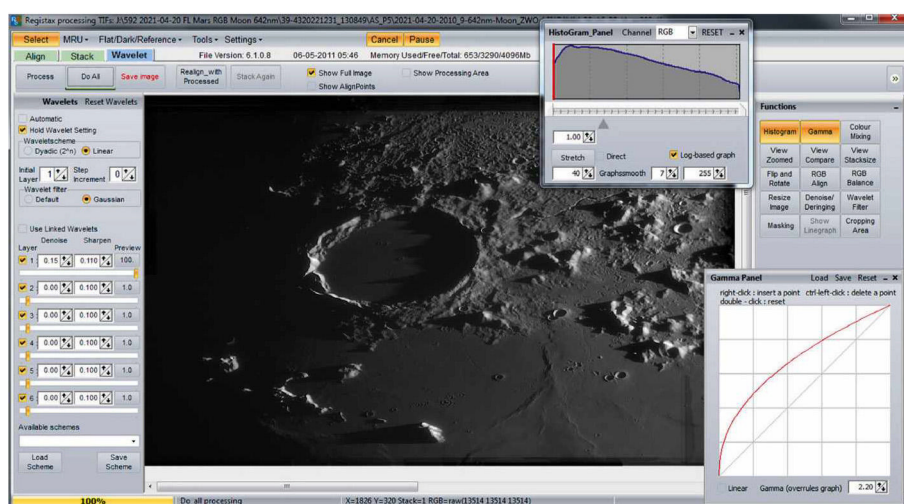 Registax processing TIFs: J:\592 2021-04-20 FL Mars RGB Moon 642nm\39-4320221231_130849\AS_P5\2021-04-20-2010_9-642nm-Moon_ZWO
Select MRU Flat/Dark/Reference Tools Settings Cancel Pause
Align Stack Wavelet File Version: 6.1.0.8 06-05-2011 05:46 Memory Used/Free/Total: 653/3290/4096Mb
Process Do All Save image Realign_with Processed Stack Again Show Full Image Show Processing Area
Show AlignPoints
Wavelets Reset Wavelets
Automatic
Hold Wavelet Setting
Waveletscheme
Dyadic (2^n) Linear
Initial Layer 1 Step Increment 0
Wavelet filter
Default Gaussian
Use Linked Wavelets
Denoise Sharpen
Layer Preview
1 0.15 0.110 100.
2 : 0.00 0.100 1.0
3 : 0.00 0.100 1.0
4 0.00 0.100 1.0
5 : 0.00 0.100 1.0
6 : 0.00 0.100 1.0
Available schemes
Load Scheme Save Scheme
HistoGram_Panel Channel RGB RESET
1.00
Stretch Direct Log-based graph
40 Graphssmooth 7 255
Functions
Histogram Gamma Colour Mixing
View Zoomed View Compare View Stacksize
Flip and Rotate RGB Align RGB Balance
Resize Image Denoise/ Deringing Wavelet Filter
Masking Show Linegraph Cropping Area
Gamma Panel Load Save Reset
right-click : insert a point ctrl-left-click : delete a point
double - click : reset
Linear Gamma (overrules graph) 2.20
100% Do all processing X=1826 Y=320 Stack=1 RGB=raw(13514 13514 13514)